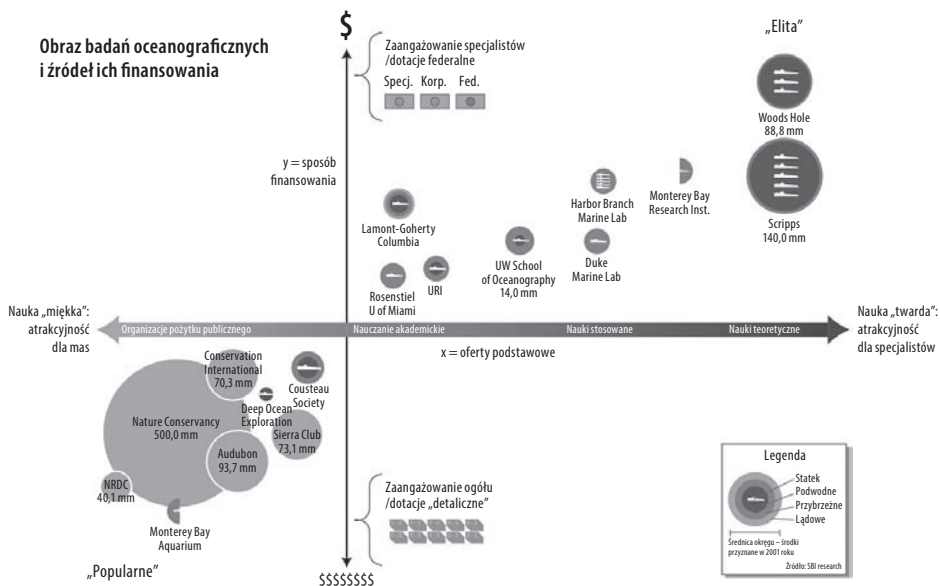 Obraz badań oceanograficznych
i źródeł ich finansowania
$
Zaangażowanie specjalistów
/dotacje federalne
Specj. Korp. Fed.
„Elita”
Woods Hole
88,8 mm
y = sposób
finansowania
Lamont-Goherty
Columbia
Harbor Branch
Marine Lab
Monterey Bay
Research Inst.
Scripps
140,0 mm
Rosenstiel
U of Miami
URI
UW School
of Oceanography
14,0 mm
Duke
Marine Lab
Nauka „miękka”:
atrakcyjność
dla mas
Organizacje pożytku publicznego
Nauczanie akademickie
Nauki stosowane
Nauki teoretyczne
Nauka „twarda”:
atrakcyjność
dla specjalistów
x = oferty podstawowe
Conservation
International
70,3 mm
Cousteau
Society
Deep Ocean
Exploration
Nature Conservancy
500,0 mm
Sierra Club
73,1 mm
Audubon
93,7 mm
NRDC
40,1 mm
Monterey Bay
Aquarium
„Popularne”
Zaangażowanie ogółu
/dotacje „detaliczne”
$$$$$$$$
Legenda
Statek
Podwodne
Przybrzeżne
Lądowe
Średnica okręgu – środki
przyznane w 2001 roku
Źródło: SBI research